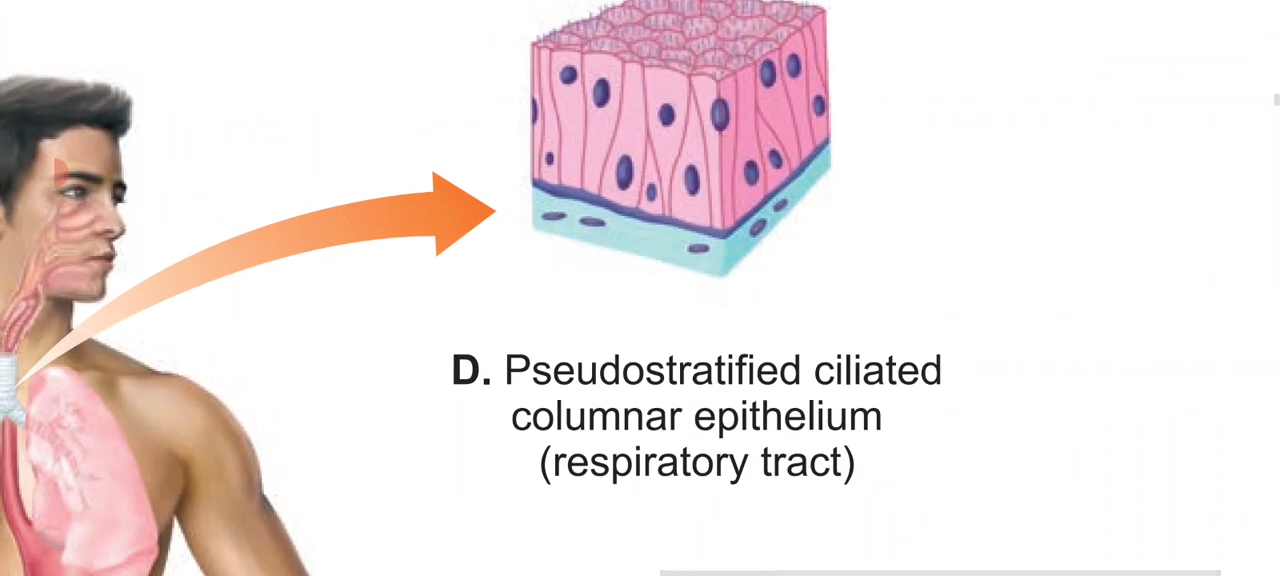 D. Pseudostratified ciliated
columnar epithelium
(respiratory tract)